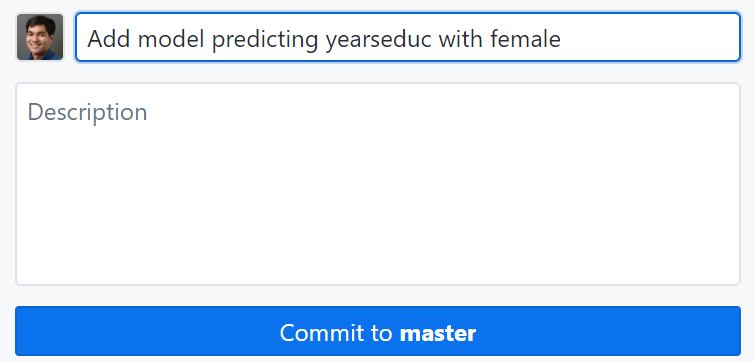 Add model predicting yearseduc with female
Description
Commit to master